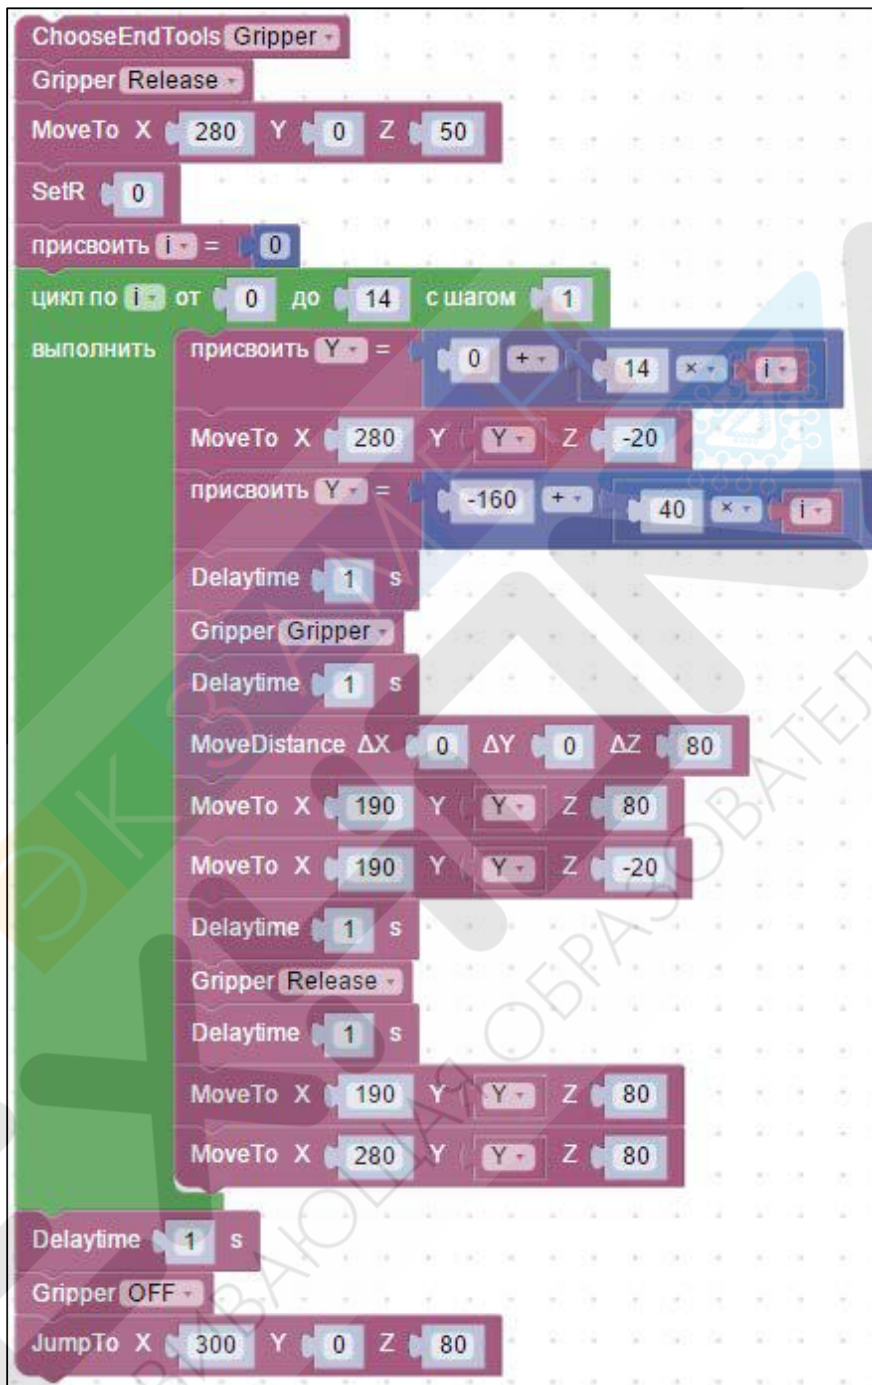 ChooseEndTools Gripper
Gripper Release
MoveTo X 280 Y 0 Z 50
SetR 0
присвоить i = 0
цикл по i от 0 до 14 с шагом 1
выполнить присвоить Y = 0 + 14 × i
MoveTo X 280 Y Y Z -20
присвоить Y = -160 + 40 × i
Delaytime 1 s
Gripper Gripper
Delaytime 1 s
MoveDistance ΔX 0 ΔY 0 ΔZ 80
MoveTo X 190 Y Y Z 80
MoveTo X 190 Y Y Z -20
Delaytime 1 s
Gripper Release
Delaytime 1 s
MoveTo X 190 Y Y Z 80
MoveTo X 280 Y Y Z 80
Delaytime 1 s
Gripper OFF
JumpTo X 300 Y 0 Z 80
ЭКЗАМЕН